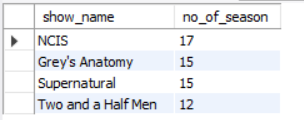 show_name no_of_season
NCIS 17
Grey's Anatomy 15
Supernatural 15
Two and a Half Men 12